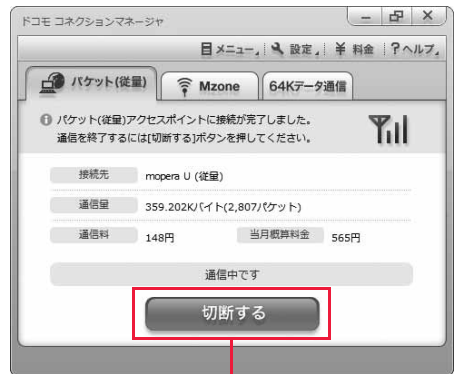 ドコモ コネクションマネージャ
メニュー 設定 ¥ 料金 ?ヘルプ
パケット(従量) Mzone 64Kデータ通信
パケット(従量)アクセスポイントに接続が完了しました。
通信を終了するには[切断する]ボタンを押してください。
接続先 mopera U (従量)
通信量 359.202Kバイト(2,807パケット)
通信料 148円 当月概算料金 565円
通信中です
切断する